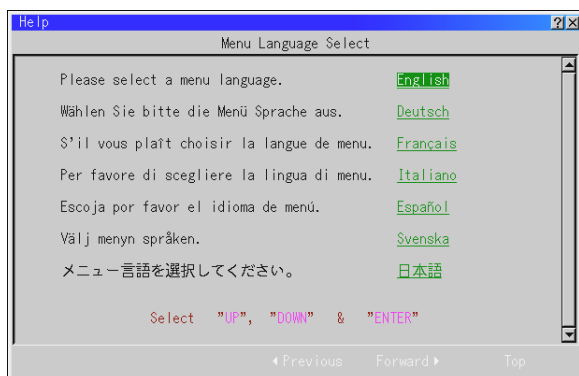 Help
Menu Language Select
Please select a menu language. English
Wählen Sie bitte die Menü Sprache aus. Deutsch
S'il vous plaît choisir la langue de menu. Français
Per favore di scegliere la lingua di menu. Italiano
Escoja por favor el idioma de menú. Español
Välj menyn språken. Svenska
メニュー言語を選択してください。 日本語
Select "UP", "DOWN" & "ENTER"
Previous Forward Top